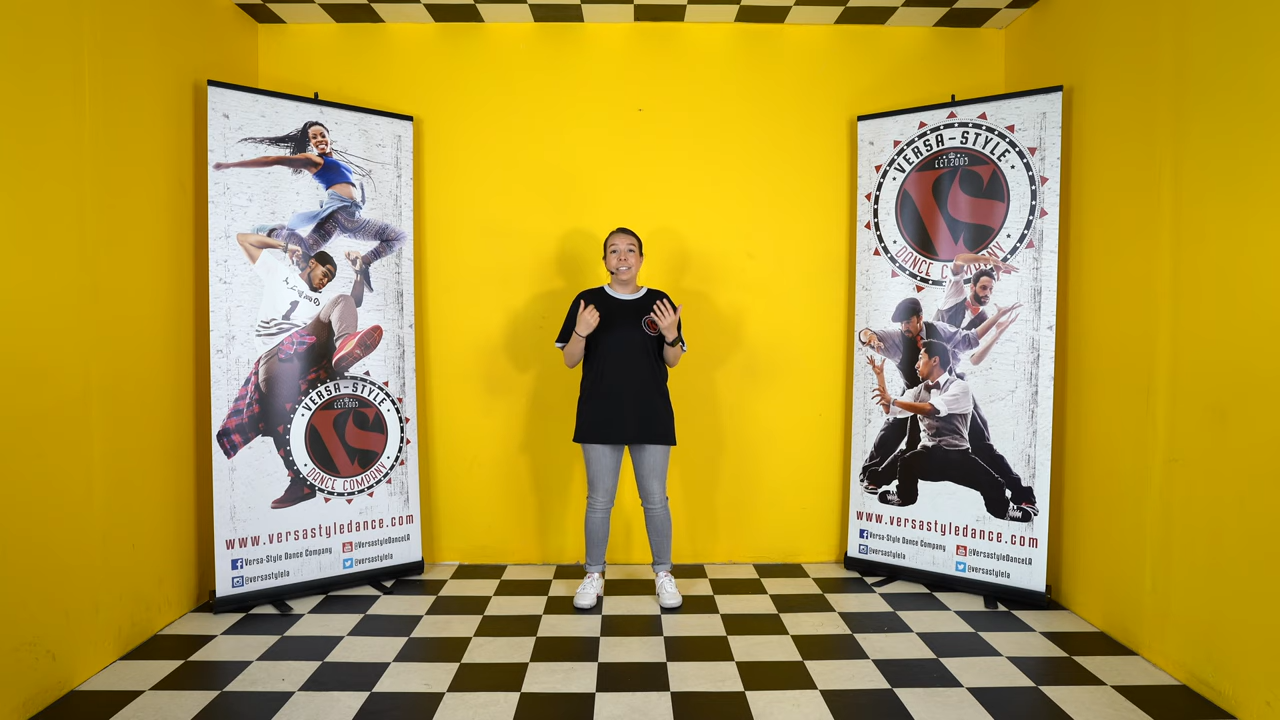 VERSA-STYLE
EST.2005
VS
DANCE COMPANY
www.versastyledance.com
Versa-Style Dance Company
@VersastyleDanceLA
@versastylela
@versastylela
VERSA-STYLE
EST.2005
VS
DANCE COMPANY
www.versastyledance.com
Versa-Style Dance Company
@VersastyleDanceLA
@versastylela
@versastylela